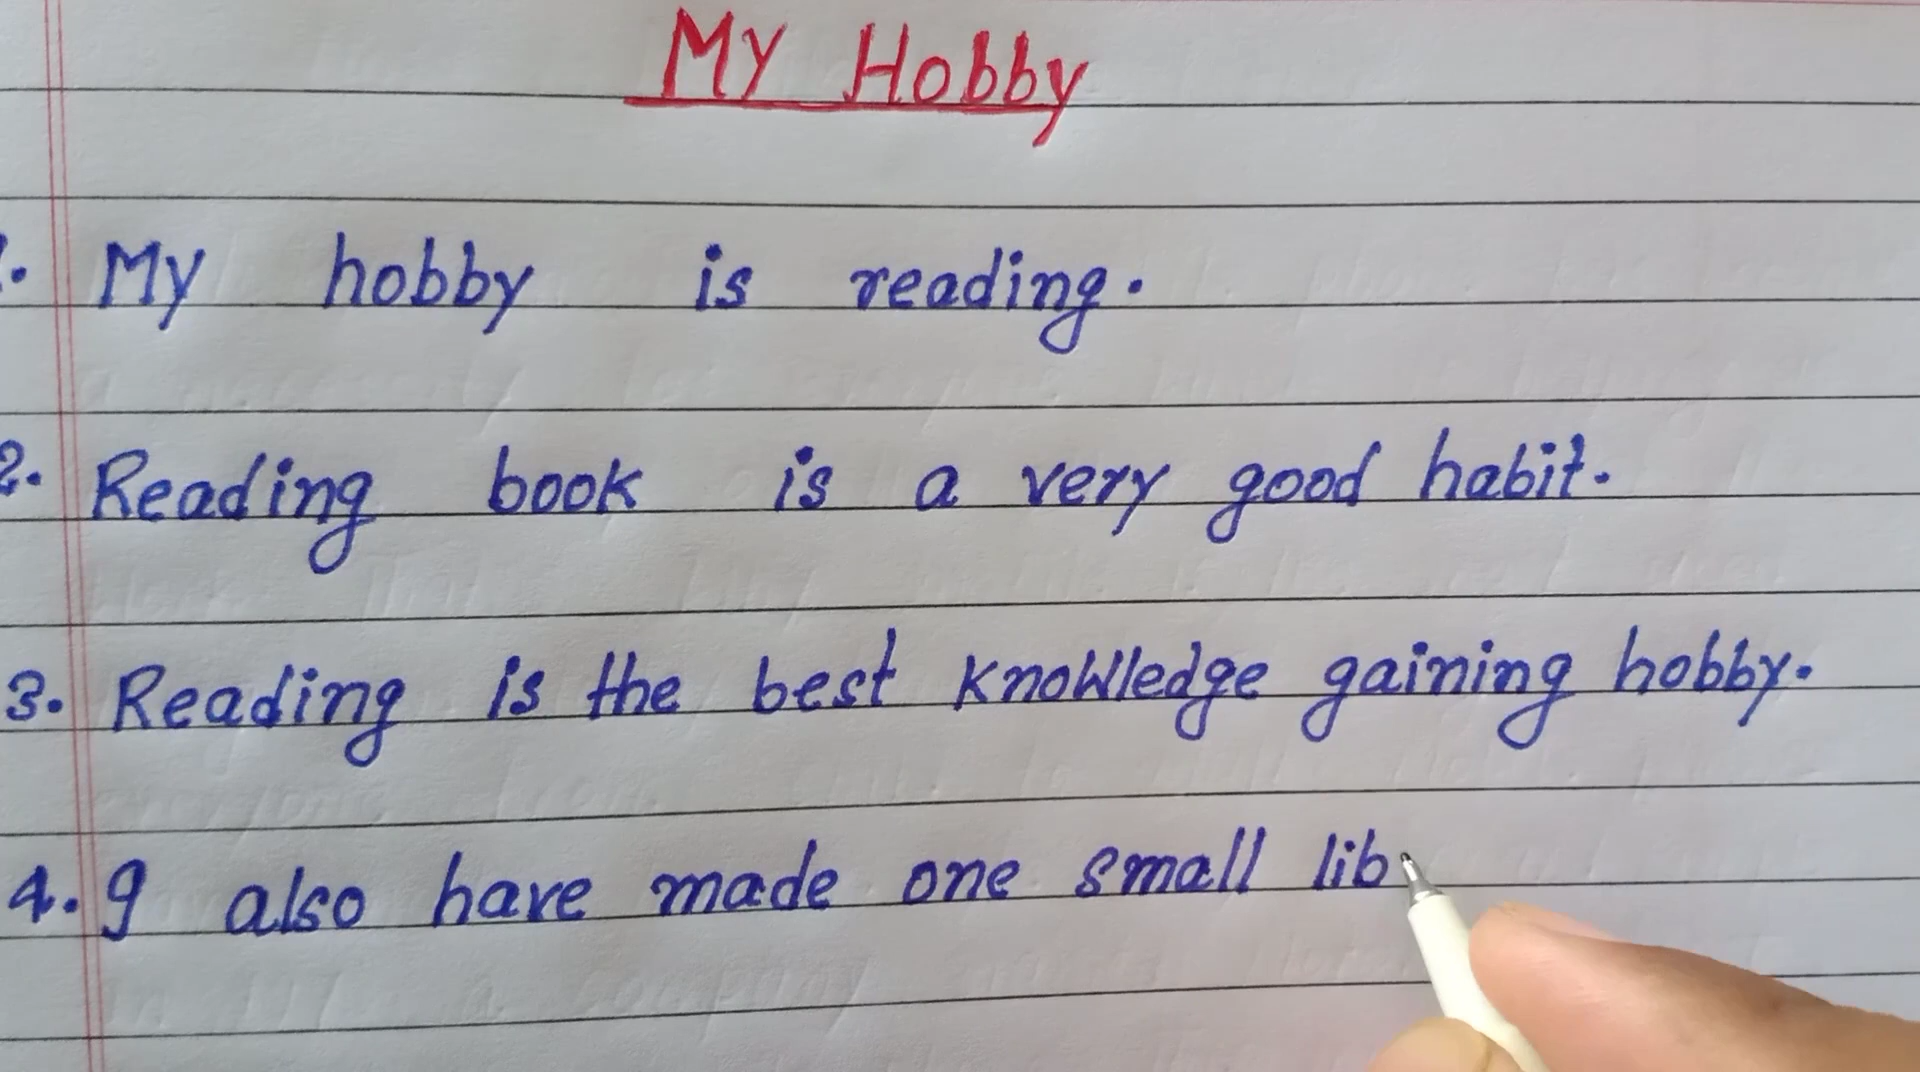 My Hobby
1. My hobby is reading.
2. Reading book is a very good habit.
3. Reading is the best knowledge gaining hobby.
4. I also have made one small lib